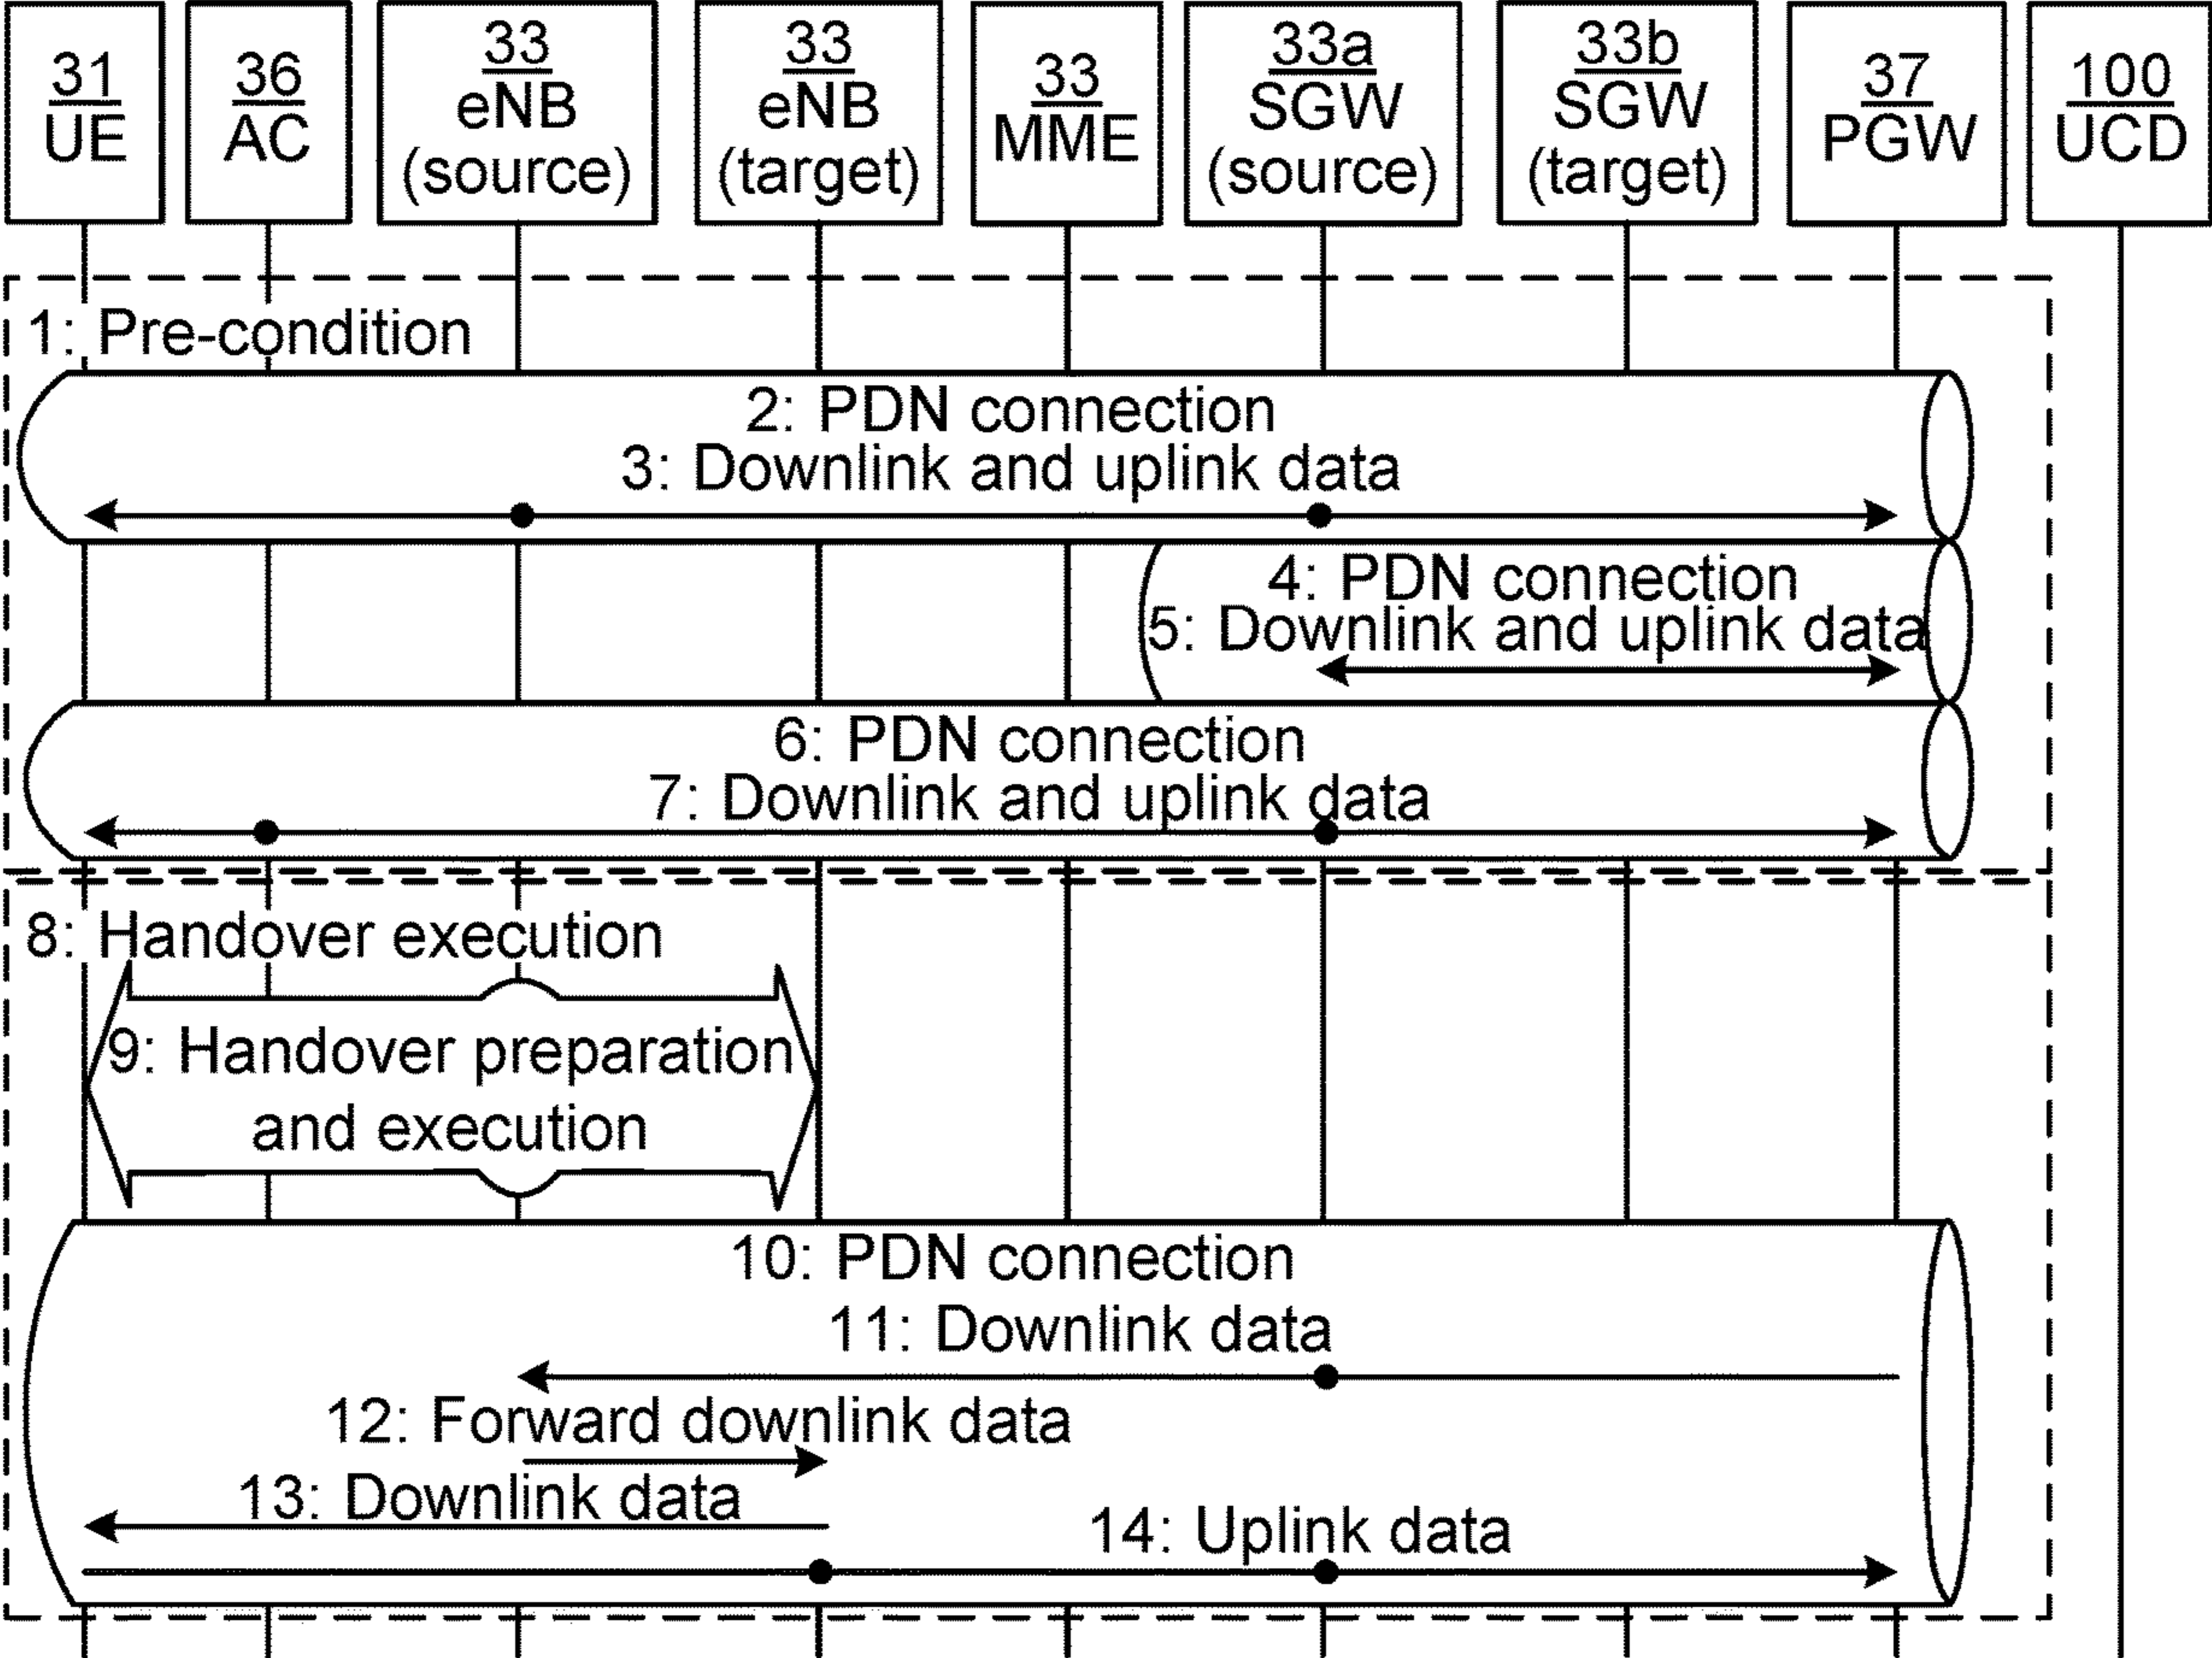 31
UE
36
AC
33
eNB
(source)
33
eNB
(target)
33
MME
33a
SGW
(source)
33b
SGW
(target)
37
PGW
100
UCD
1: Pre-condition
2: PDN connection
3: Downlink and uplink data
4: PDN connection
5: Downlink and uplink data
6: PDN connection
7: Downlink and uplink data
8: Handover execution
9: Handover preparation
and execution
10: PDN connection
11: Downlink data
12: Forward downlink data
13: Downlink data
14: Uplink data